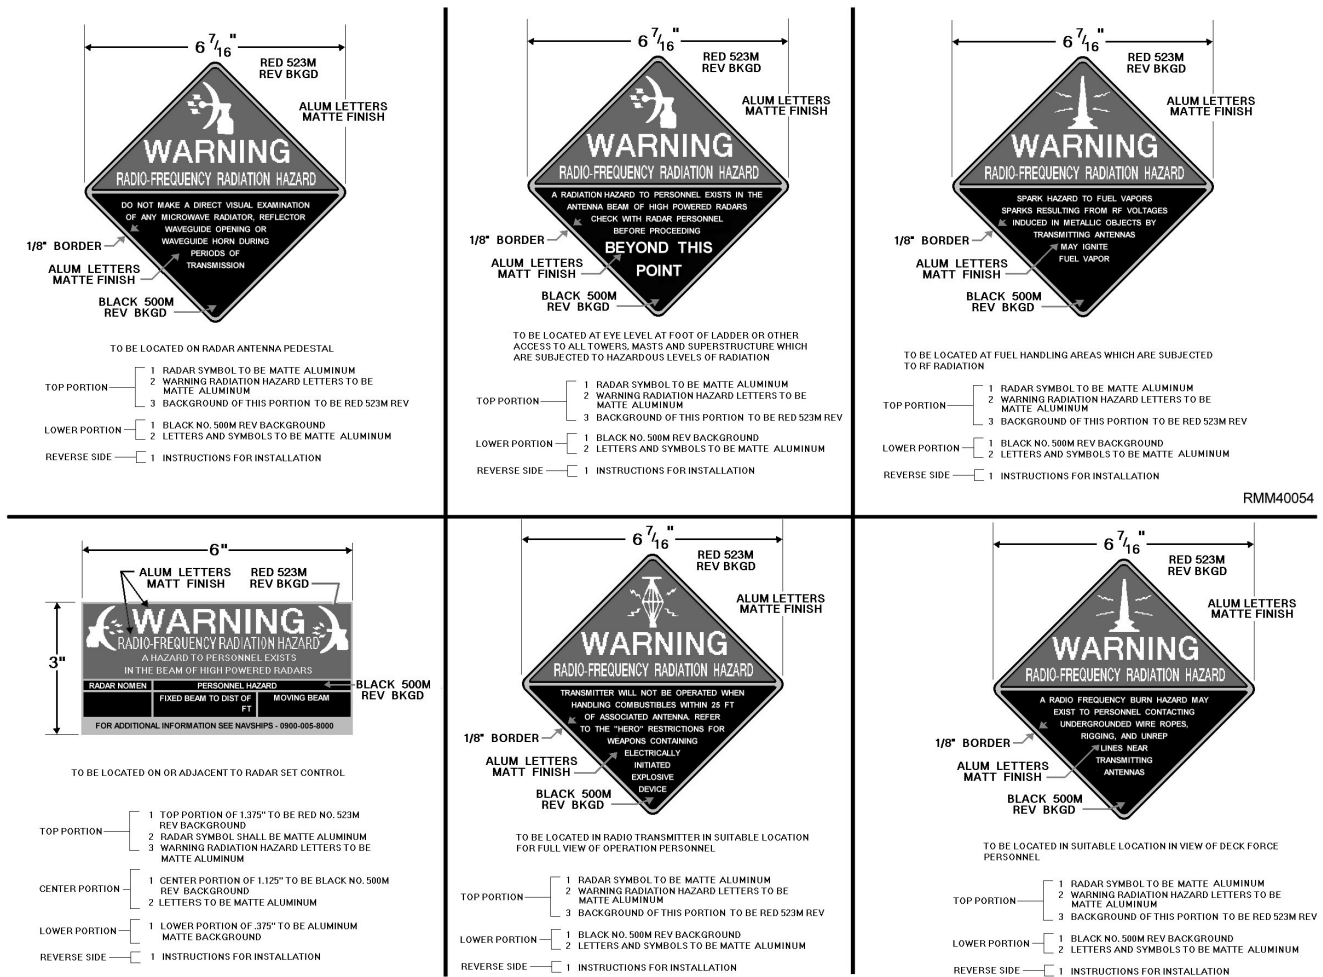 6 7/16"
RED 523M
REV BKGD
ALUM LETTERS
MATTE FINISH
WARNING
RADIO-FREQUENCY RADIATION HAZARD
DO NOT MAKE A DIRECT VISUAL EXAMINATION
OF ANY MICROWAVE RADIATOR, REFLECTOR
WAVEGUIDE OPENING OR
WAVEGUIDE HORN DURING
PERIODS OF
TRANSMISSION
1/8" BORDER
ALUM LETTERS
MATTE FINISH
BLACK 500M
REV BKGD
TO BE LOCATED ON RADAR ANTENNA PEDESTAL
TOP PORTION
1 RADAR SYMBOL TO BE MATTE ALUMINUM
2 WARNING RADIATION HAZARD LETTERS TO BE
MATTE ALUMINUM
3 BACKGROUND OF THIS PORTION TO BE RED 523M REV
LOWER PORTION
1 BLACK NO. 500M REV BACKGROUND
2 LETTERS AND SYMBOLS TO BE MATTE ALUMINUM
REVERSE SIDE
1 INSTRUCTIONS FOR INSTALLATION
6 7/16"
RED 523M
REV BKGD
ALUM LETTERS
MATTE FINISH
WARNING
RADIO-FREQUENCY RADIATION HAZARD
A RADIATION HAZARD TO PERSONNEL EXISTS IN THE
ANTENNA BEAM OF HIGH POWERED RADARS
CHECK WITH RADAR PERSONNEL
BEFORE PROCEEDING
BEYOND THIS
POINT
1/8" BORDER
ALUM LETTERS
MATT FINISH
BLACK 500M
REV BKGD
TO BE LOCATED AT EYE LEVEL AT FOOT OF LADDER OR OTHER
ACCESS TO ALL TOWERS, MASTS AND SUPERSTRUCTURE WHICH
ARE SUBJECTED TO HAZARDOUS LEVELS OF RADIATION
TOP PORTION
1 RADAR SYMBOL TO BE MATTE ALUMINUM
2 WARNING RADIATION HAZARD LETTERS TO BE
MATTE ALUMINUM
3 BACKGROUND OF THIS PORTION TO BE RED 523M REV
LOWER PORTION
1 BLACK NO. 500M REV BACKGROUND
2 LETTERS AND SYMBOLS TO BE MATTE ALUMINUM
REVERSE SIDE
1 INSTRUCTIONS FOR INSTALLATION
6 7/16"
RED 523M
REV BKGD
ALUM LETTERS
MATTE FINISH
WARNING
RADIO-FREQUENCY RADIATION HAZARD
SPARK HAZARD TO FUEL VAPORS
SPARKS RESULTING FROM RF VOLTAGES
INDUCED IN METALLIC OBJECTS BY
TRANSMITTING ANTENNAS
MAY IGNITE
FUEL VAPOR
1/8" BORDER
ALUM LETTERS
MATT FINISH
BLACK 500M
REV BKGD
TO BE LOCATED AT FUEL HANDLING AREAS WHICH ARE SUBJECTED
TO RF RADIATION
TOP PORTION
1 RADAR SYMBOL TO BE MATTE ALUMINUM
2 WARNING RADIATION HAZARD LETTERS TO BE
MATTE ALUMINUM
3 BACKGROUND OF THIS PORTION TO BE RED 523M REV
LOWER PORTION
1 BLACK NO. 500M REV BACKGROUND
2 LETTERS AND SYMBOLS TO BE MATTE ALUMINUM
REVERSE SIDE
1 INSTRUCTIONS FOR INSTALLATION
RMM40054
6"
ALUM LETTERS
MATT FINISH
RED 523M
REV BKGD
3"
WARNING
RADIO-FREQUENCY RADIATION HAZARD
A HAZARD TO PERSONNEL EXISTS
IN THE BEAM OF HIGH POWERED RADARS
RADAR NOMEN
PERSONNEL HAZARD
FIXED BEAM TO DIST OF
FT
MOVING BEAM
BLACK 500M
REV BKGD
FOR ADDITIONAL INFORMATION SEE NAVSHIPS - 0900-005-8000
TO BE LOCATED ON OR ADJACENT TO RADAR SET CONTROL
TOP PORTION
1 TOP PORTION OF 1.375" TO BE RED NO. 523M
REV BACKGROUND
2 RADAR SYMBOL SHALL BE MATTE ALUMINUM
3 WARNING RADIATION HAZARD LETTERS TO BE
MATTE ALUMINUM
CENTER PORTION
1 CENTER PORTION OF 1.125" TO BE BLACK NO. 500M
REV BACKGROUND
2 LETTERS TO BE MATTE ALUMINUM
LOWER PORTION
1 LOWER PORTION OF .375" TO BE ALUMINUM
MATTE BACKGROUND
REVERSE SIDE
1 INSTRUCTIONS FOR INSTALLATION
6 7/16"
RED 523M
REV BKGD
ALUM LETTERS
MATTE FINISH
WARNING
RADIO-FREQUENCY RADIATION HAZARD
TRANSMITTER WILL NOT BE OPERATED WHEN
HANDLING COMBUSTIBLES WITHIN 25 FT
OF ASSOCIATED ANTENNA. REFER
TO THE "HERO" RESTRICTIONS FOR
WEAPONS CONTAINING
ELECTRICALLY
INITIATED
EXPLOSIVE
DEVICE
1/8" BORDER
ALUM LETTERS
MATT FINISH
BLACK 500M
REV BKGD
TO BE LOCATED IN RADIO TRANSMITTER IN SUITABLE LOCATION
FOR FULL VIEW OF OPERATION PERSONNEL
TOP PORTION
1 RADAR SYMBOL TO BE MATTE ALUMINUM
2 WARNING RADIATION HAZARD LETTERS TO BE
MATTE ALUMINUM
3 BACKGROUND OF THIS PORTION TO BE RED 523M REV
LOWER PORTION
1 BLACK NO. 500M REV BACKGROUND
2 LETTERS AND SYMBOLS TO BE MATTE ALUMINUM
REVERSE SIDE
1 INSTRUCTIONS FOR INSTALLATION
6 7/16"
RED 523M
REV BKGD
ALUM LETTERS
MATTE FINISH
WARNING
RADIO-FREQUENCY RADIATION HAZARD
A RADIO FREQUENCY BURN HAZARD MAY
EXIST TO PERSONNEL CONTACTING
UNDERGROUNDED WIRE ROPES,
RIGGING, AND UNREP
LINES NEAR
TRANSMITTING
ANTENNAS
1/8" BORDER
ALUM LETTERS
MATT FINISH
BLACK 500M
REV BKGD
TO BE LOCATED IN SUITABLE LOCATION IN VIEW OF DECK FORCE
PERSONNEL
TOP PORTION
1 RADAR SYMBOL TO BE MATTE ALUMINUM
2 WARNING RADIATION HAZARD LETTERS TO BE
MATTE ALUMINUM
3 BACKGROUND OF THIS PORTION TO BE RED 523M REV
LOWER PORTION
1 BLACK NO. 500M REV BACKGROUND
2 LETTERS AND SYMBOLS TO BE MATTE ALUMINUM
REVERSE SIDE
1 INSTRUCTIONS FOR INSTALLATION